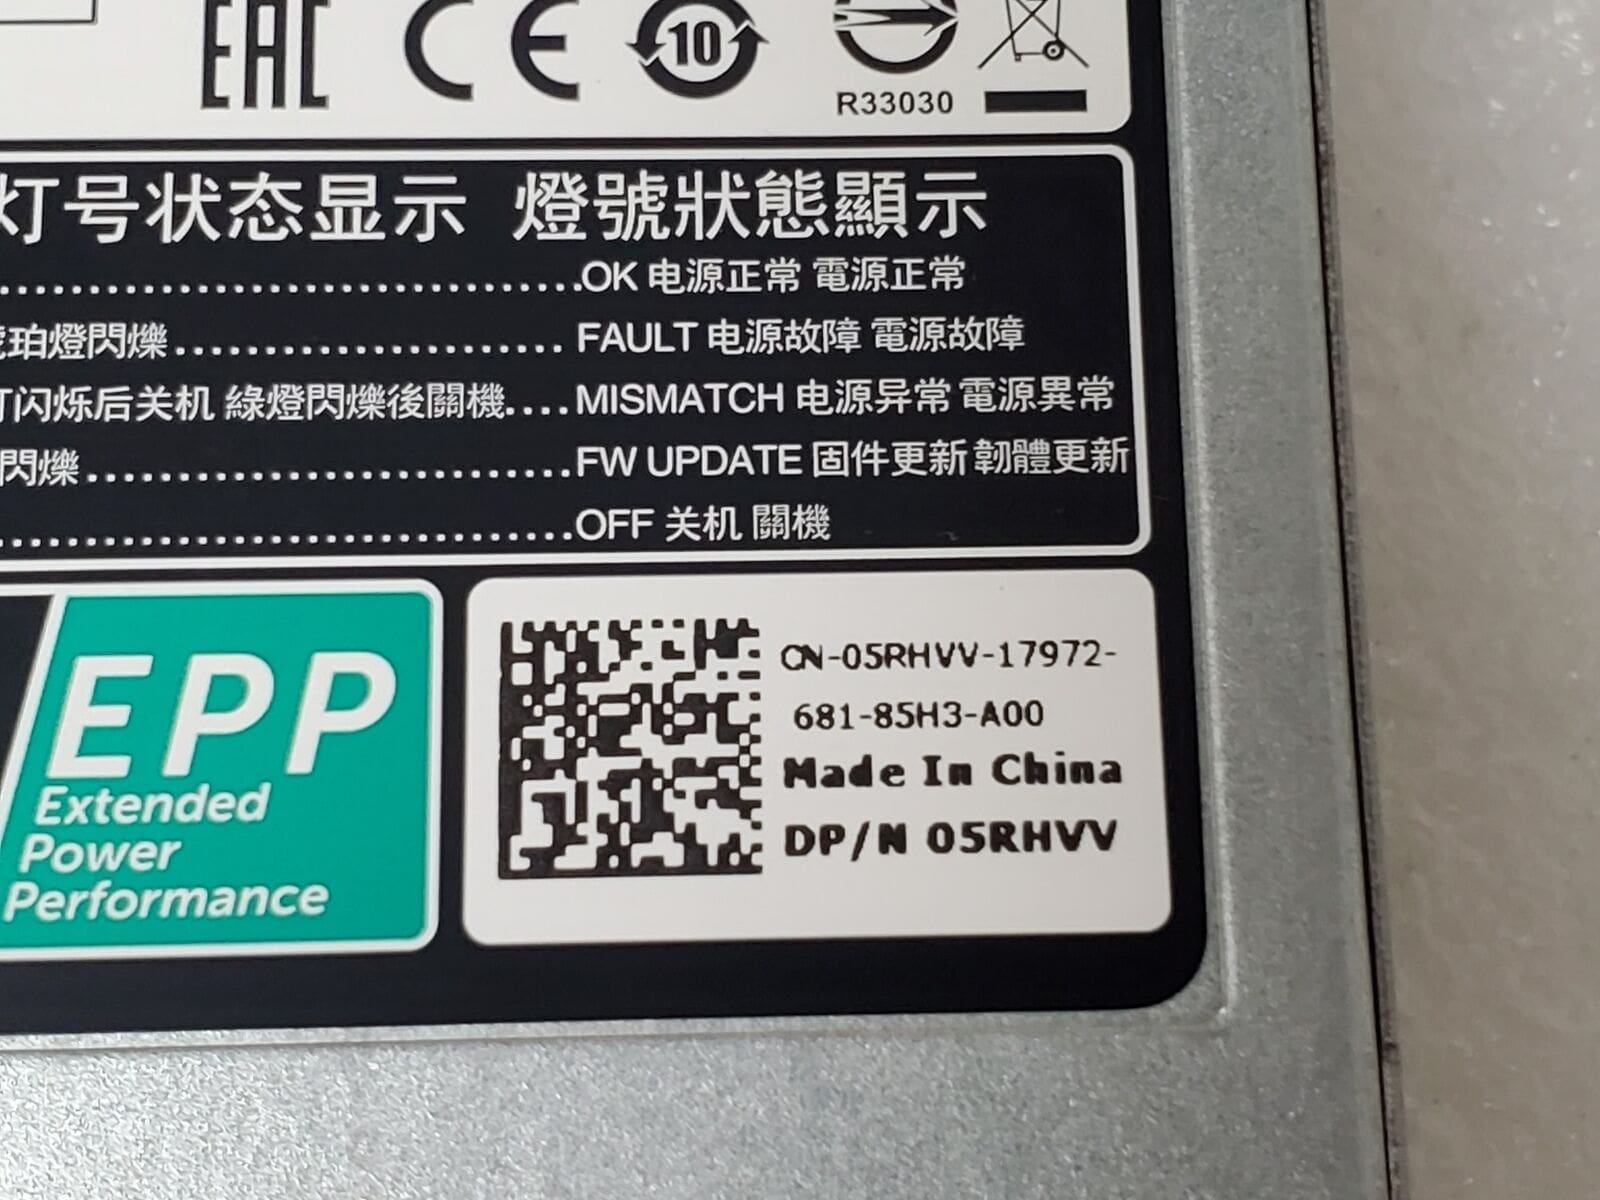 EAC CE 10
R33030
灯号状态显示 燈號狀態顯示
OK 电源正常 電源正常
珀燈閃爍 FAULT 电源故障 電源故障
闪烁后关机 綠燈閃爍後關機.... MISMATCH 电源异常 電源異常
閃爍 FW UPDATE 固件更新 韌體更新
OFF 关机 關機
EPP
Extended
Power
Performance
CN-05RHVV-17972-
681-85H3-A00
Made In China
DP/N 05RHVV